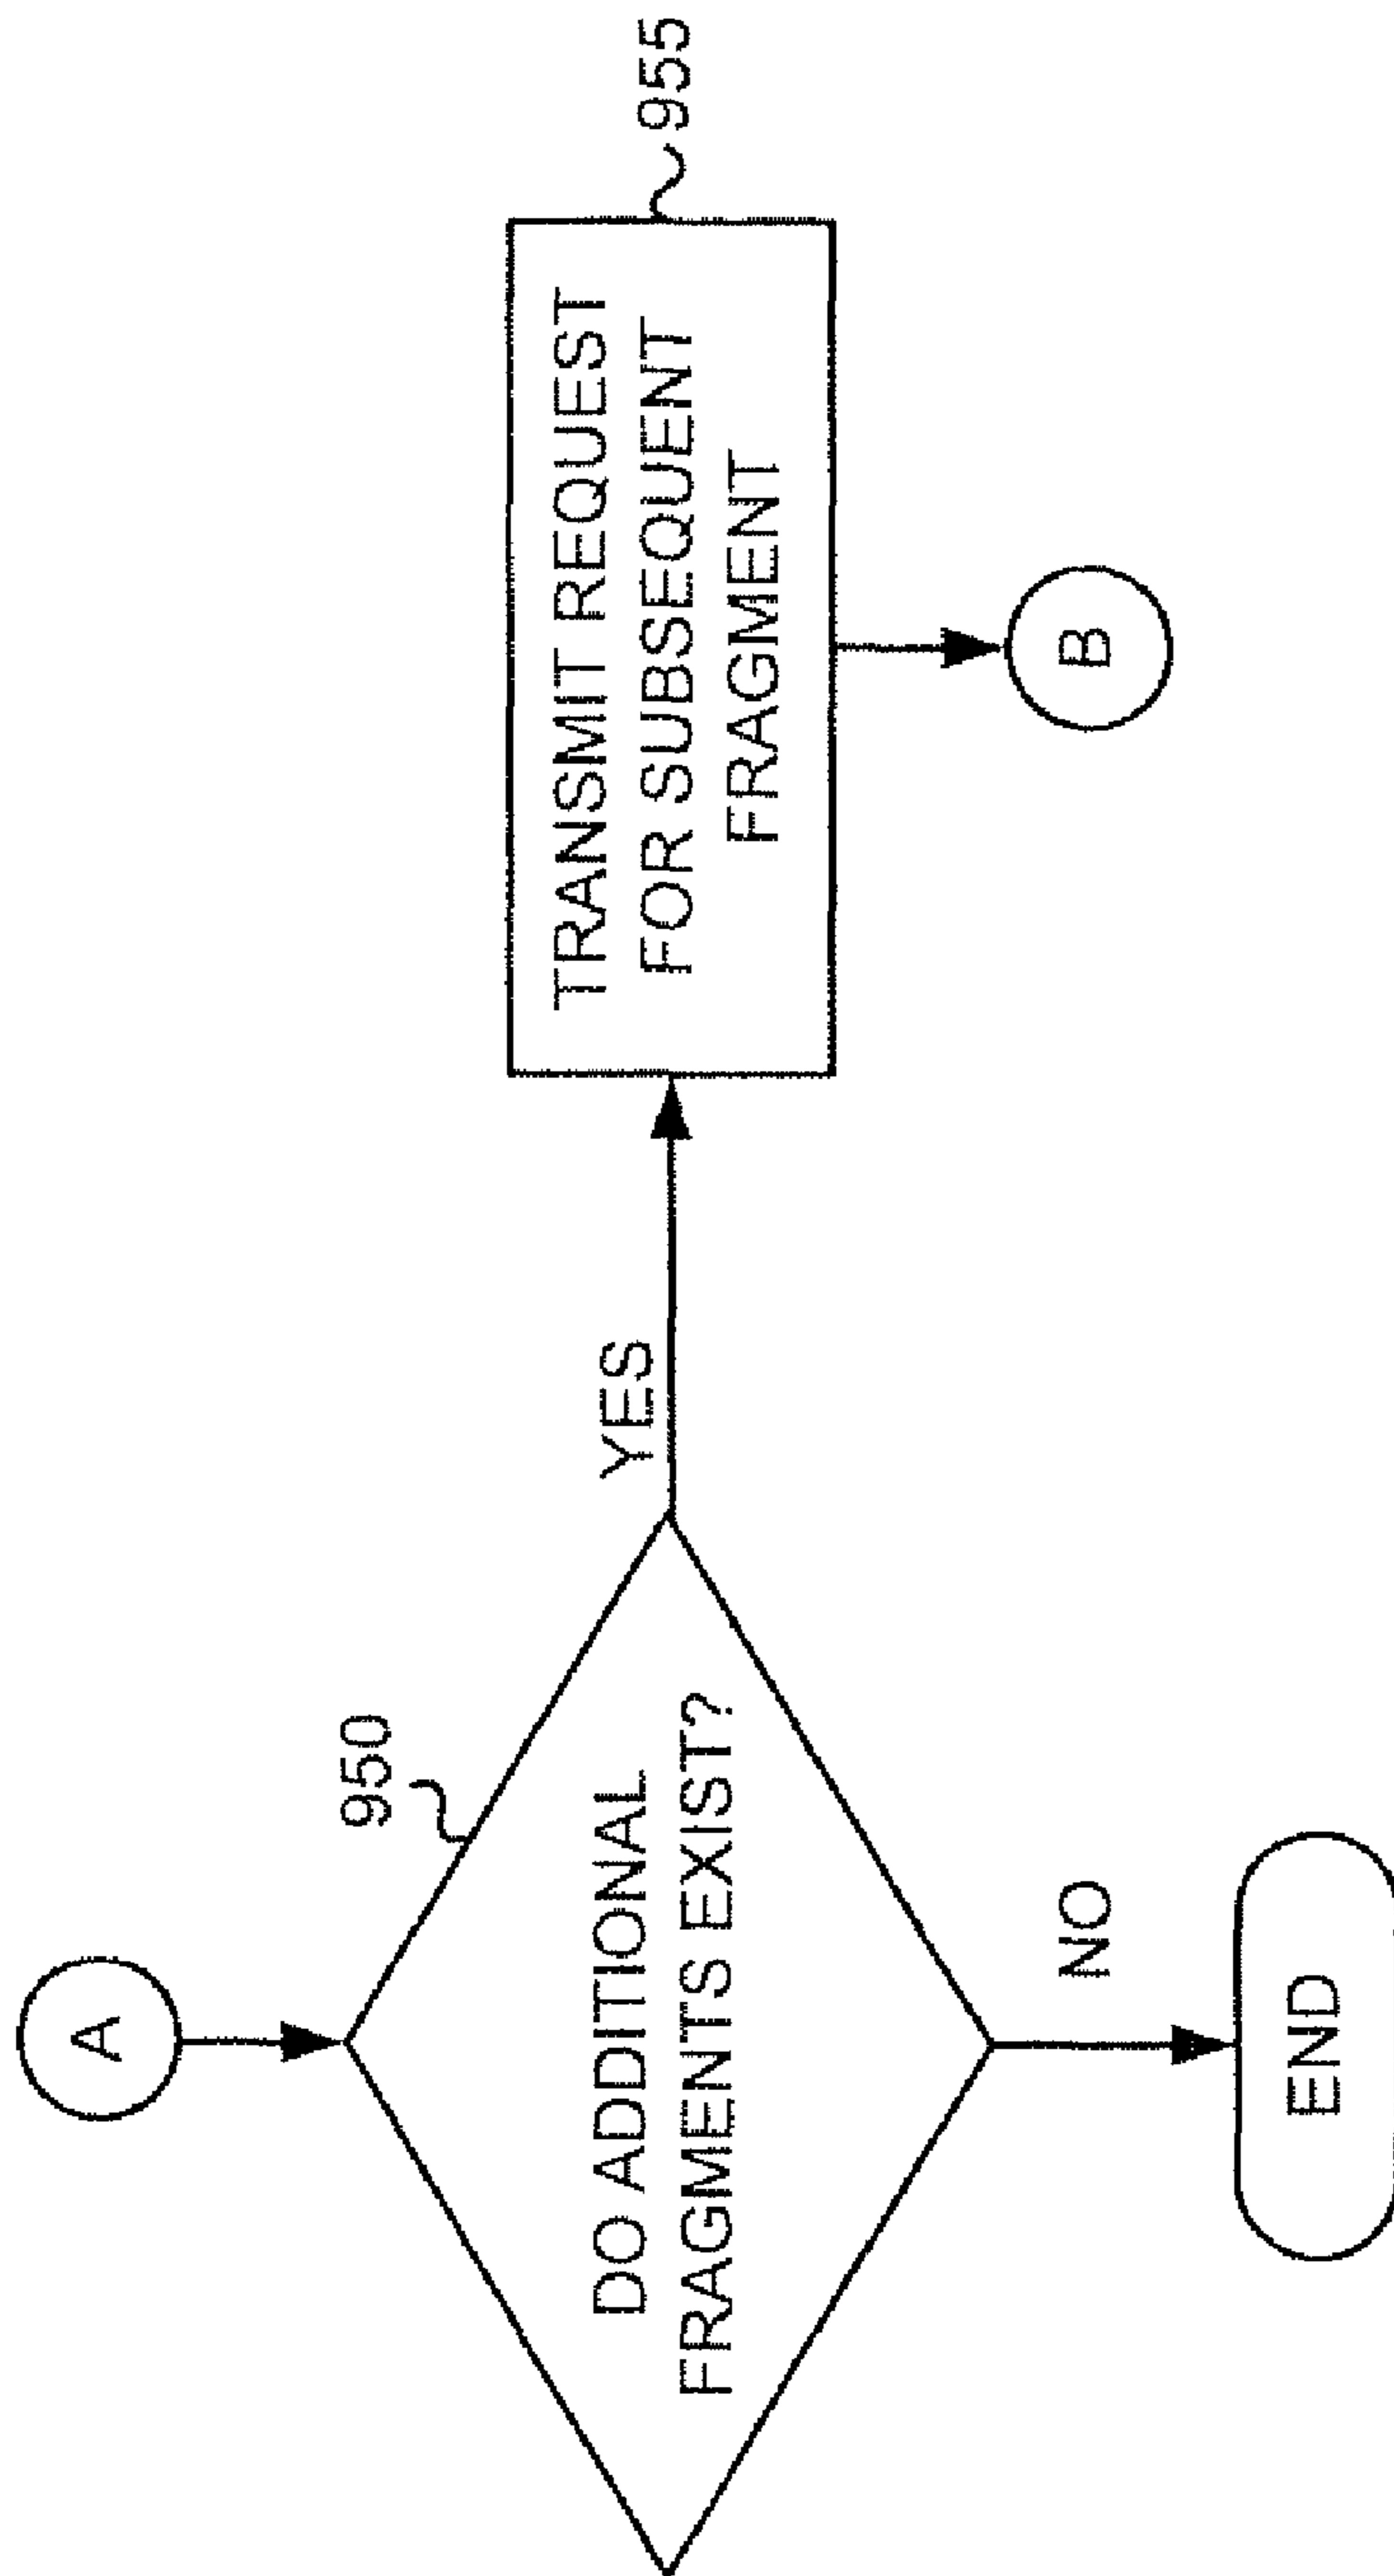 A
950
DO ADDITIONAL
FRAGMENTS EXIST?
YES
TRANSMIT REQUEST
FOR SUBSEQUENT
FRAGMENT
955
B
NO
END